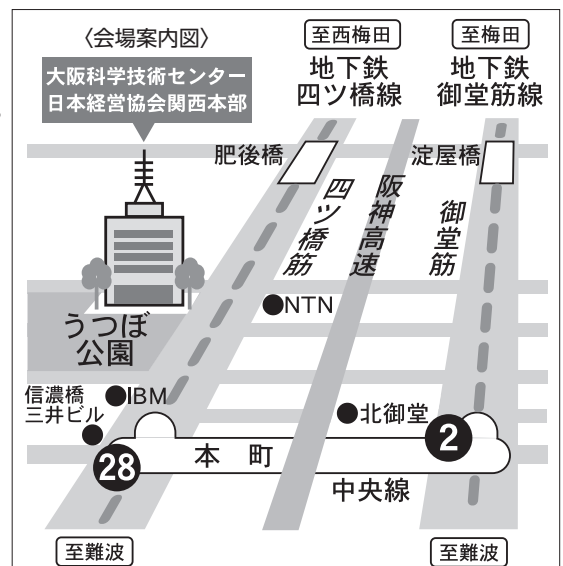 〈会場案内図〉
大阪科学技術センター
日本経営協会関西本部
至西梅田
地下鉄
四ツ橋線
至梅田
地下鉄
御堂筋線
肥後橋
淀屋橋
四ツ橋筋
阪神高速
御堂筋
NTN
うつぼ
公園
信濃橋
三井ビル
IBM
北御堂
2
28
本町
中央線
至難波
至難波